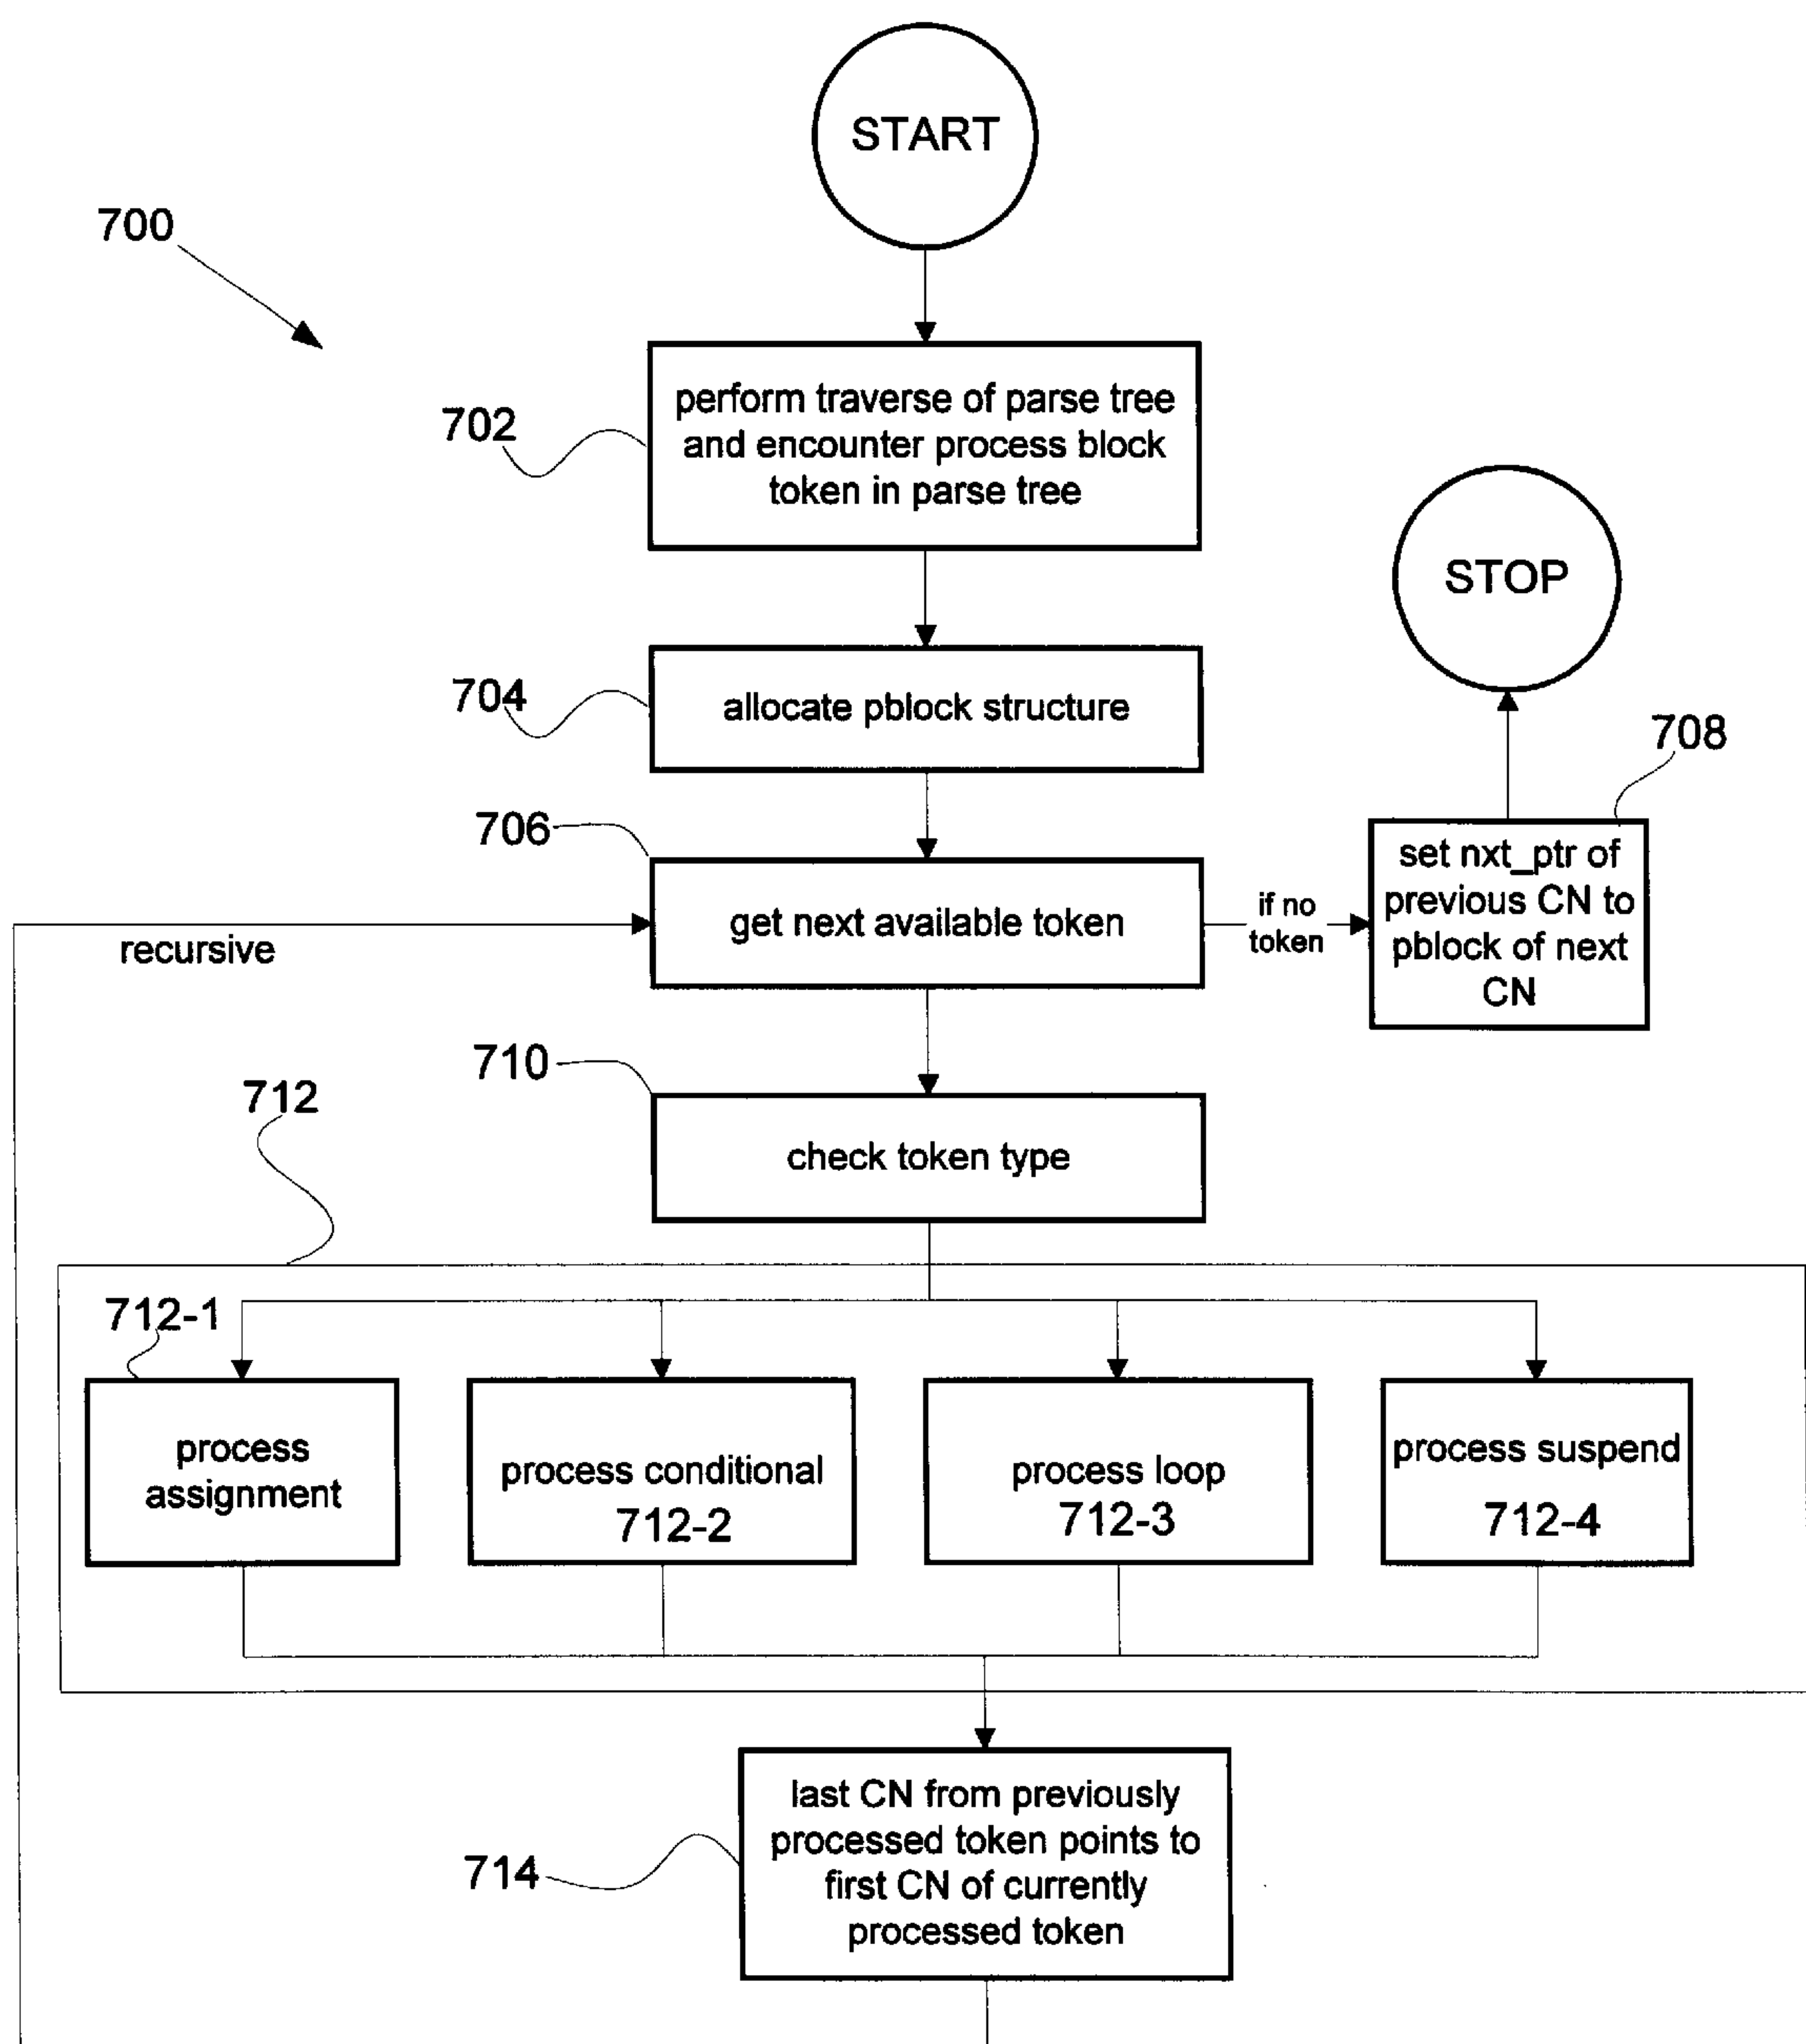 START
700
perform traverse of parse tree
and encounter process block
token in parse tree
702
STOP
704
allocate pblock structure
708
706
get next available token
if no
token
set nxt_ptr of
previous CN to
pblock of next
CN
recursive
710
check token type
712
712-1
process
assignment
process conditional
712-2
process loop
712-3
process suspend
712-4
last CN from previously
processed token points to
first CN of currently
processed token
714